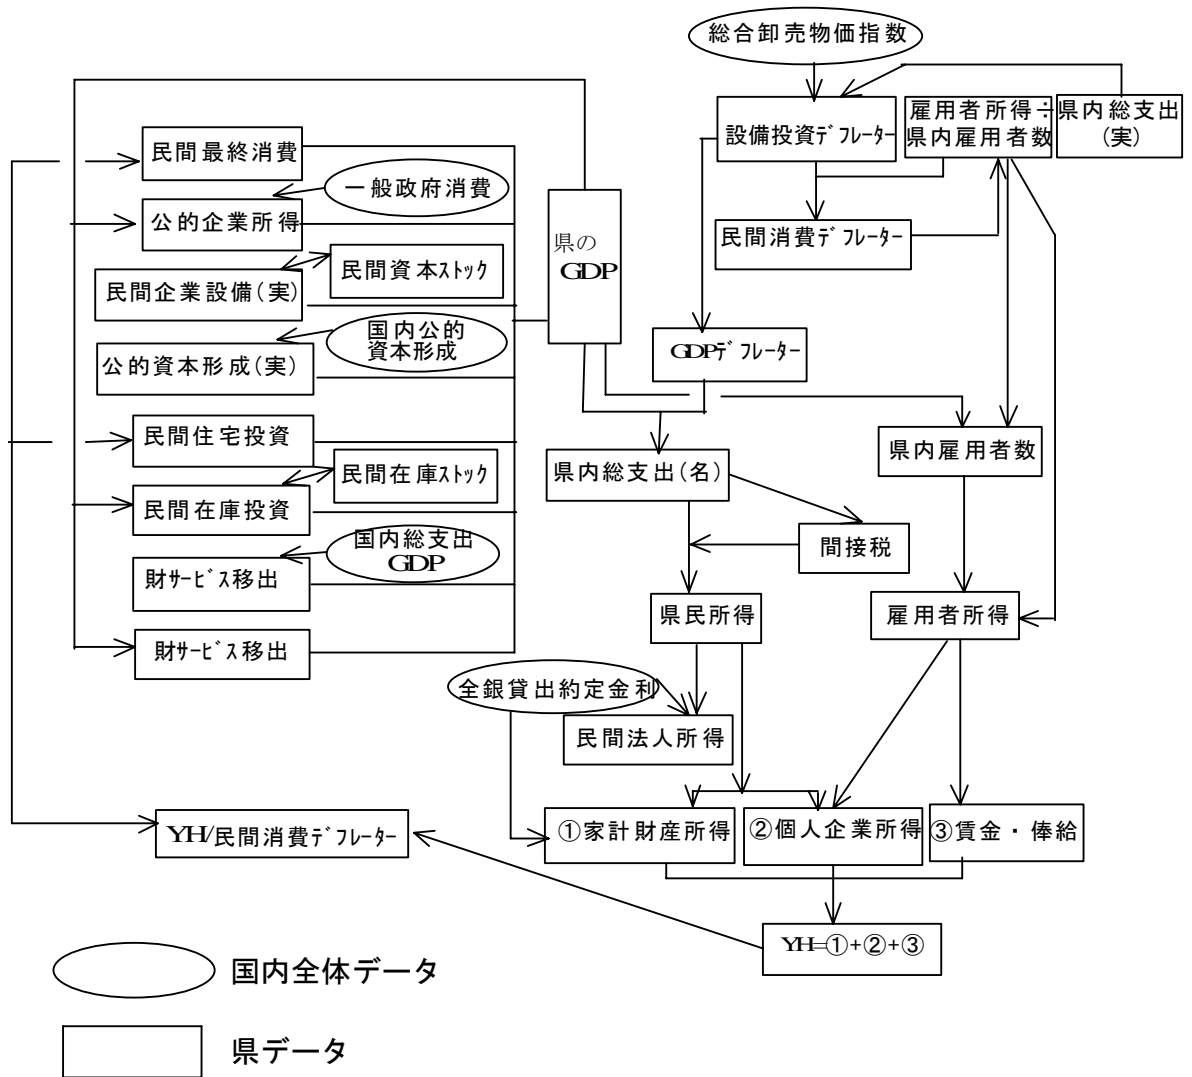 総合卸売物価指数
設備投資デフレーター
雇用者所得÷
県内雇用者数
県内総支出
(実)
民間最終消費
一般政府消費
公的企業所得
県の
GDP
民間消費デフレーター
民間資本ストック
民間企業設備(実)
国内公的
資本形成
公的資本形成(実)
GDPデフレーター
民間住宅投資
県内雇用者数
民間在庫ストック
県内総支出(名)
民間在庫投資
国内総支出
GDP
間接税
財サービス移出
県民所得
雇用者所得
財サービス移出
全銀貸出約定金利
民間法人所得
YH/民間消費デフレーター
①家計財産所得
②個人企業所得
③賃金・俸給
YH=①+②+③
国内全体データ
県データ